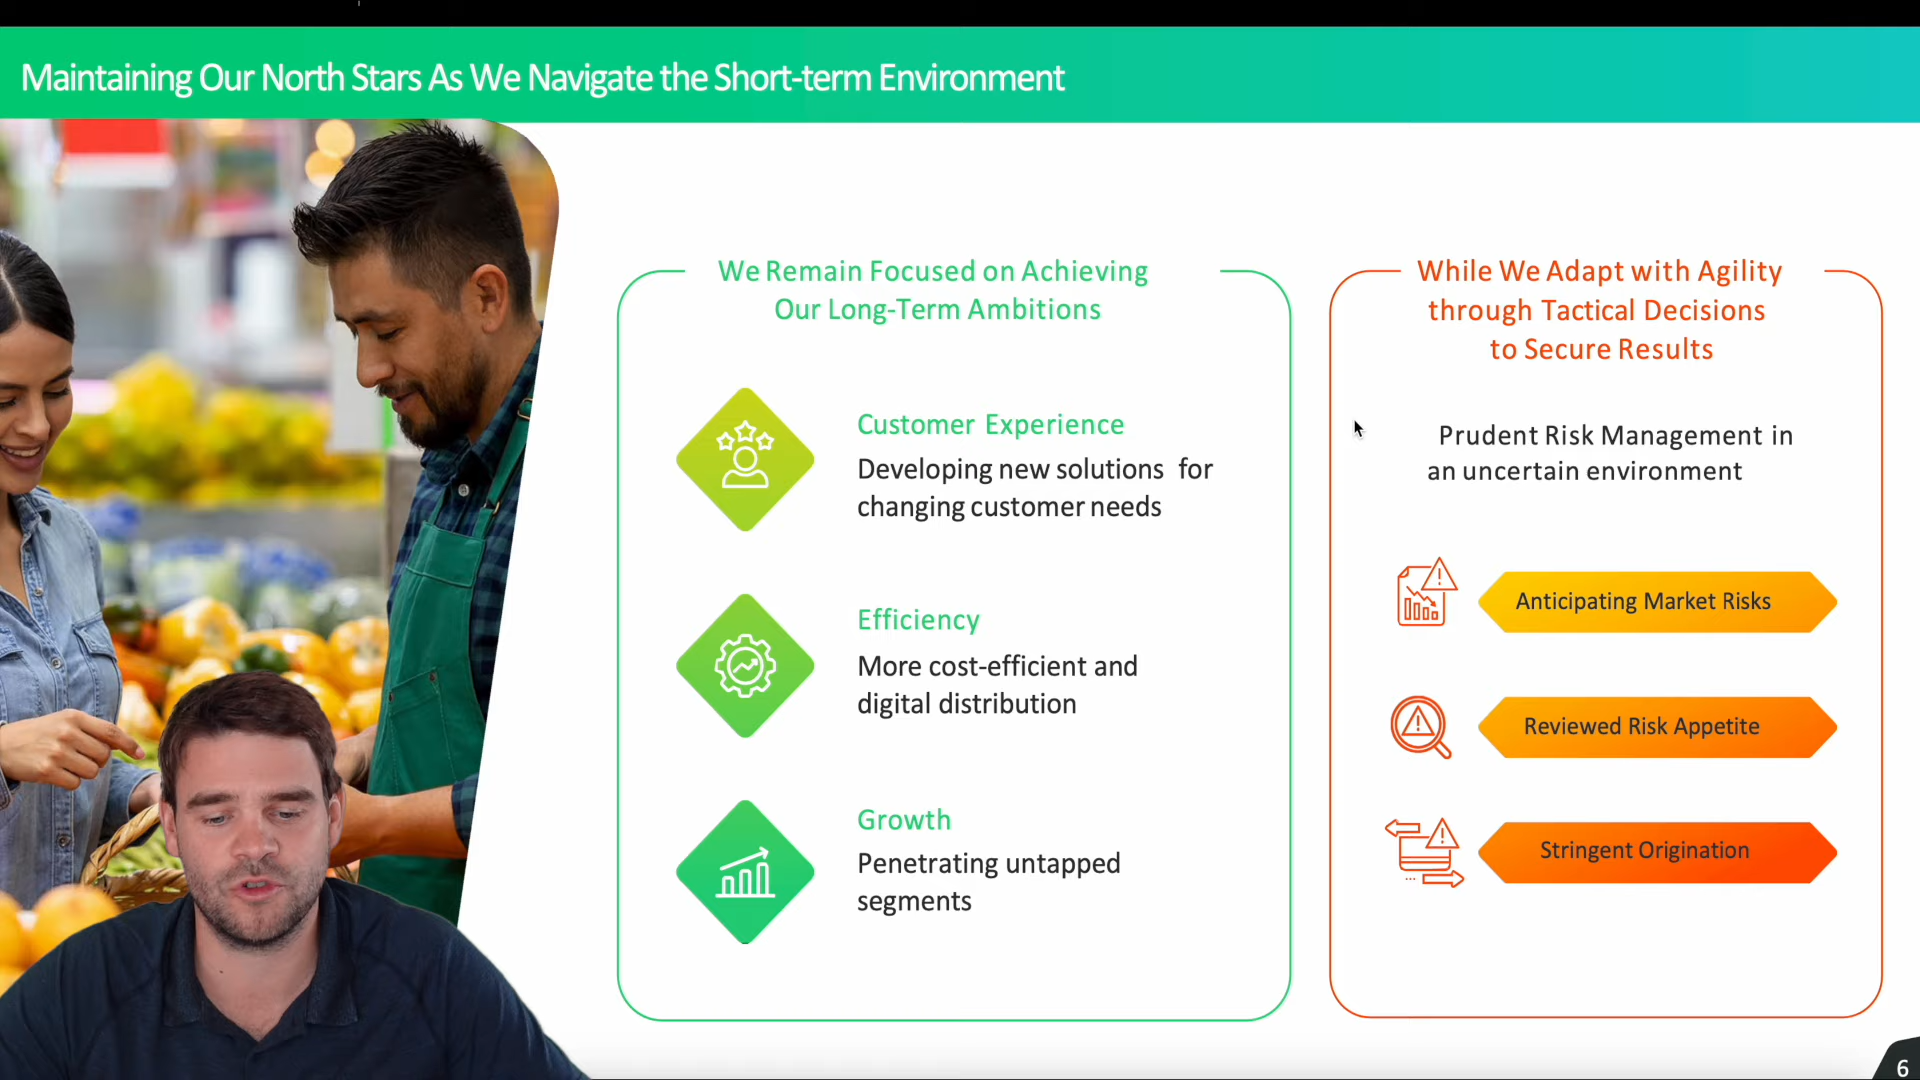 Maintaining Our North Stars As We Navigate the Short-term Environment
We Remain Focused on Achieving
Our Long-Term Ambitions
Customer Experience
Developing new solutions for
changing customer needs
Efficiency
More cost-efficient and
digital distribution
Growth
Penetrating untapped
segments
While We Adapt with Agility
through Tactical Decisions
to Secure Results
Prudent Risk Management in
an uncertain environment
Anticipating Market Risks
Reviewed Risk Appetite
Stringent Origination
6